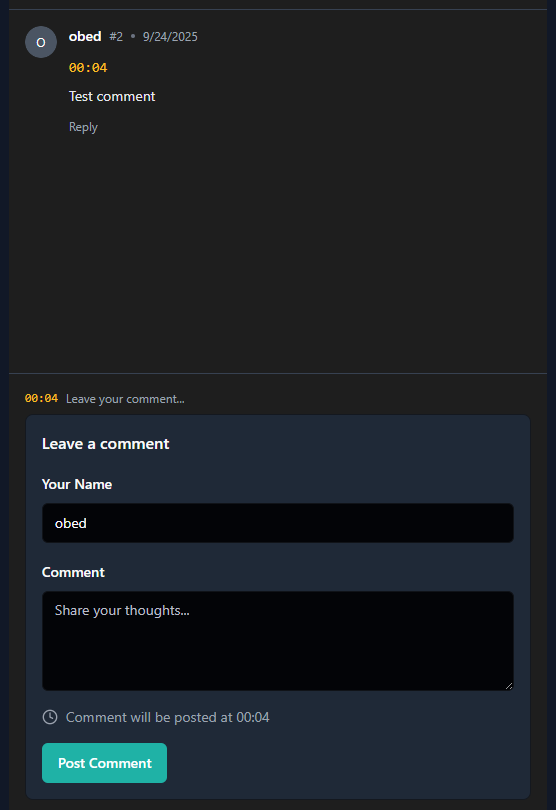 O obed #2 • 9/24/2025
00:04
Test comment
Reply
00:04 Leave your comment...
Leave a comment
Your Name
obed
Comment
Share your thoughts...
Comment will be posted at 00:04
Post Comment